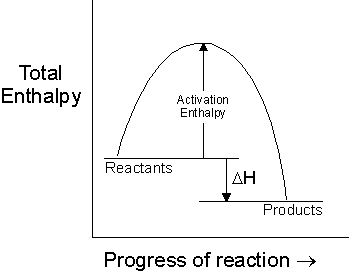 Total
Enthalpy
Activation
Enthalpy
Reactants
ΔH
Products
Progress of reaction →